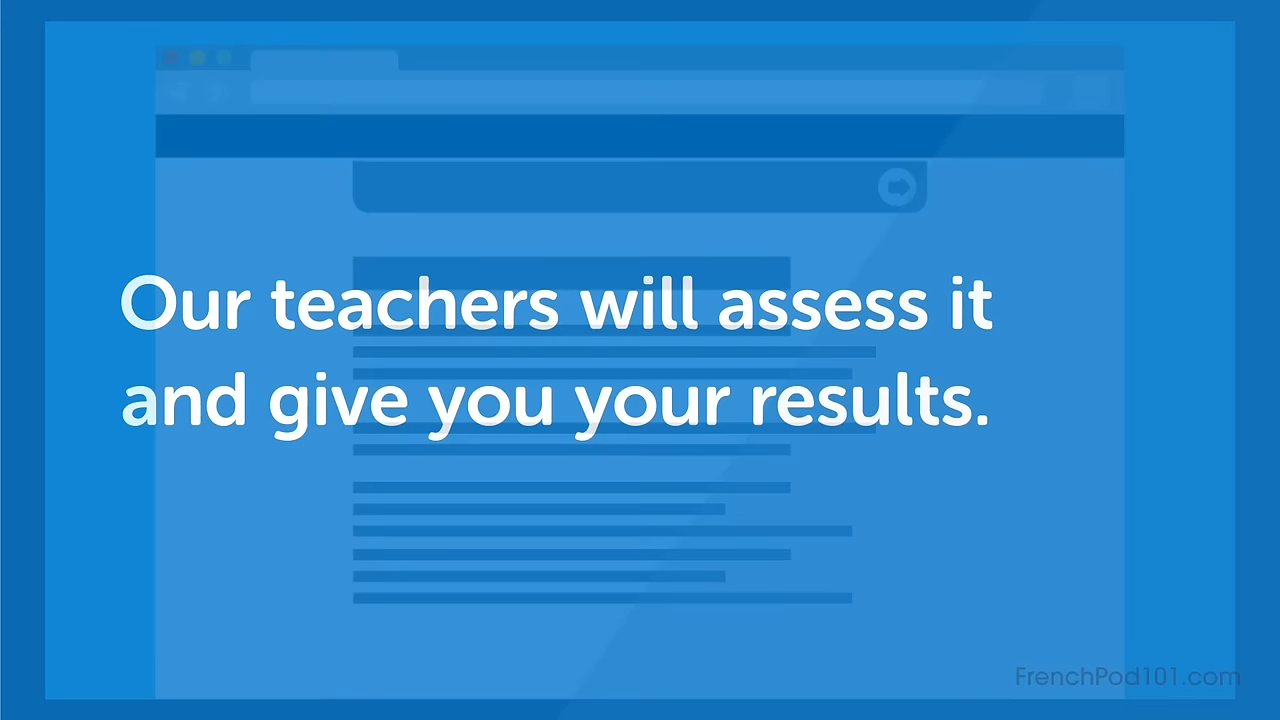 Our teachers will assess it
and give you your results.
FrenchPod101.com